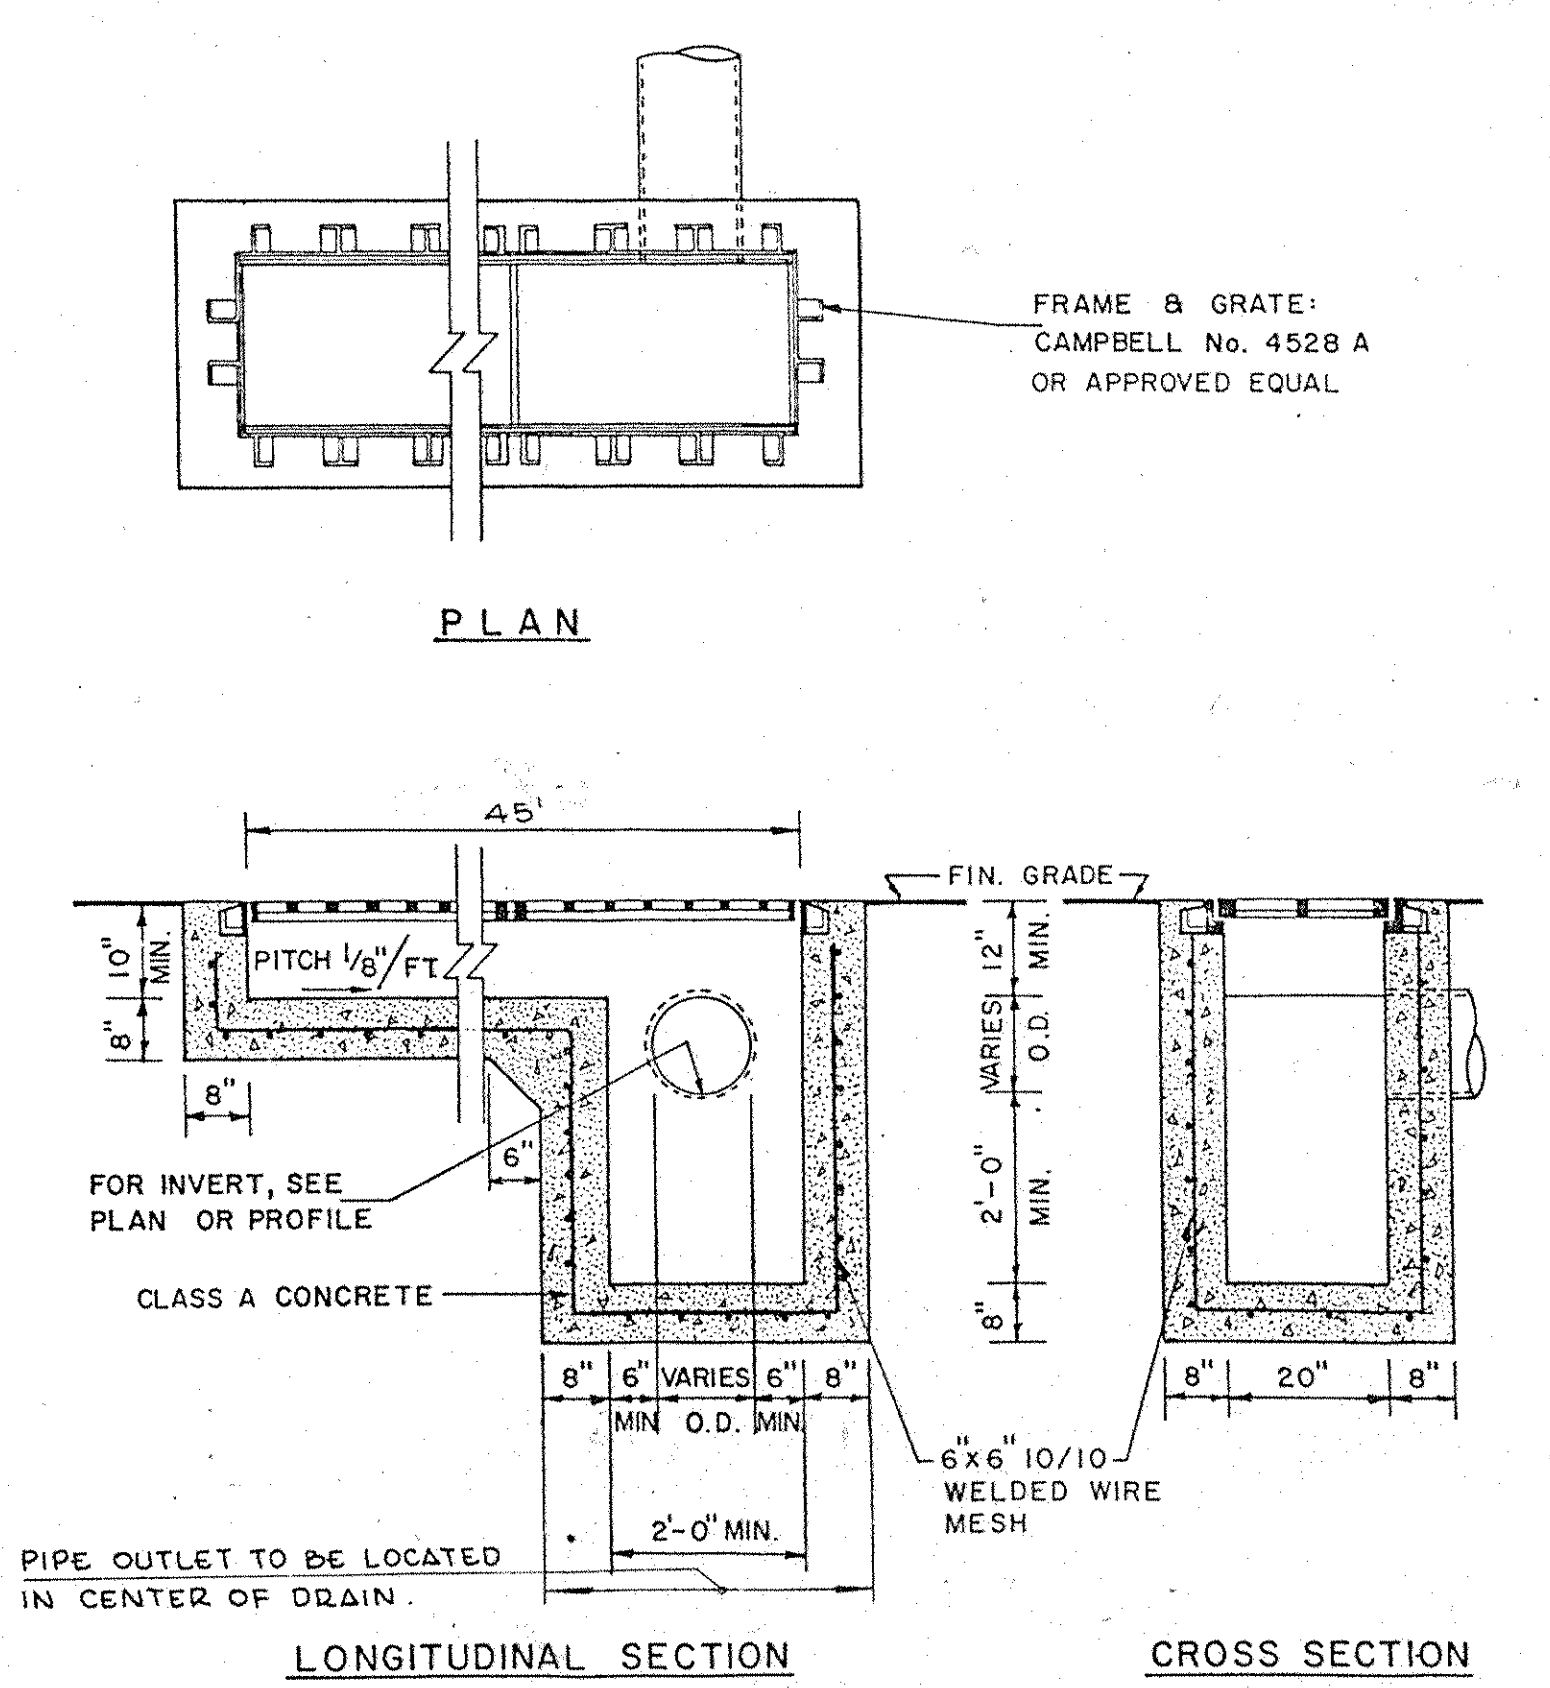 FRAME & GRATE:
CAMPBELL No. 4528 A
OR APPROVED EQUAL
PLAN
45'
FIN. GRADE
10"
MIN.
8"
PITCH 1/8"/FT.
8"
6"
12"
MIN.
VARIES
O.D.
2'-0"
MIN.
8"
FOR INVERT, SEE
PLAN OR PROFILE
CLASS A CONCRETE
8" 6" VARIES 6" 8"
MIN O.D. MIN.
8" 20" 8"
6"x6" 10/10
WELDED WIRE
MESH
2'-0" MIN.
PIPE OUTLET TO BE LOCATED
IN CENTER OF DRAIN.
LONGITUDINAL SECTION
CROSS SECTION